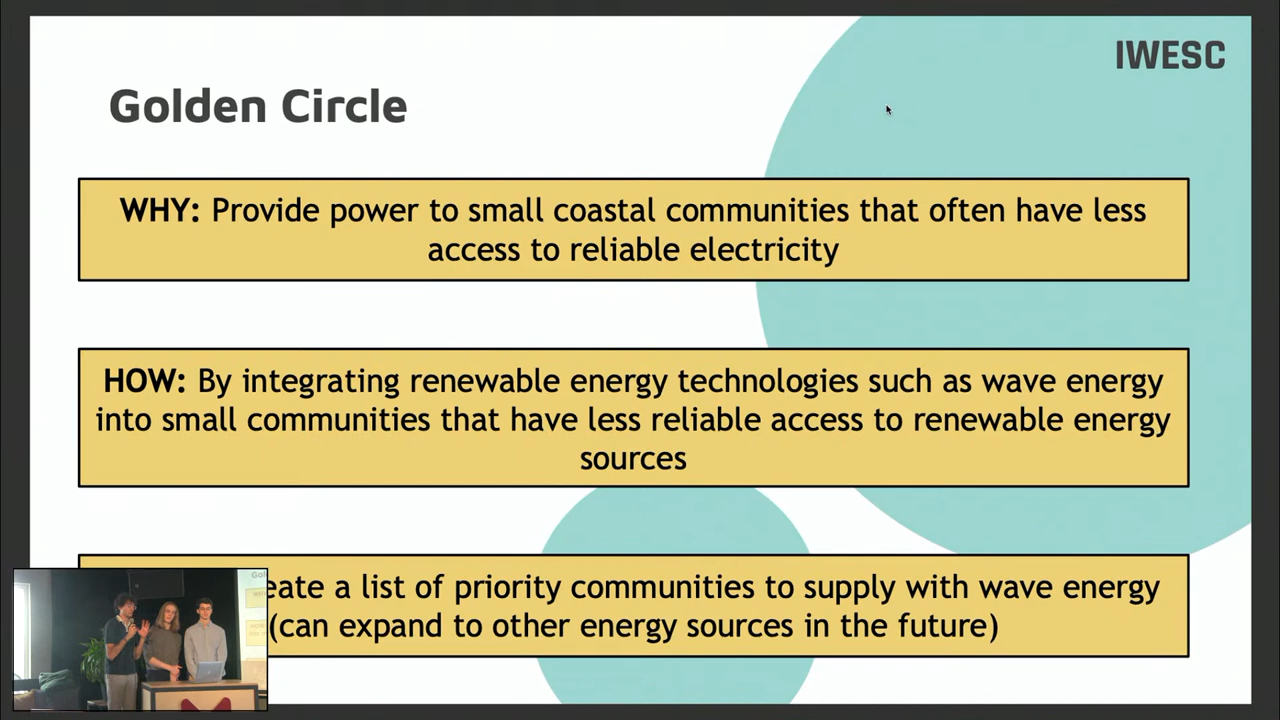 IWESC
Golden Circle
WHY: Provide power to small coastal communities that often have less
access to reliable electricity
HOW: By integrating renewable energy technologies such as wave energy
into small communities that have less reliable access to renewable energy
sources
a list of priority communities to supply with wave energy
(can expand to other energy sources in the future)